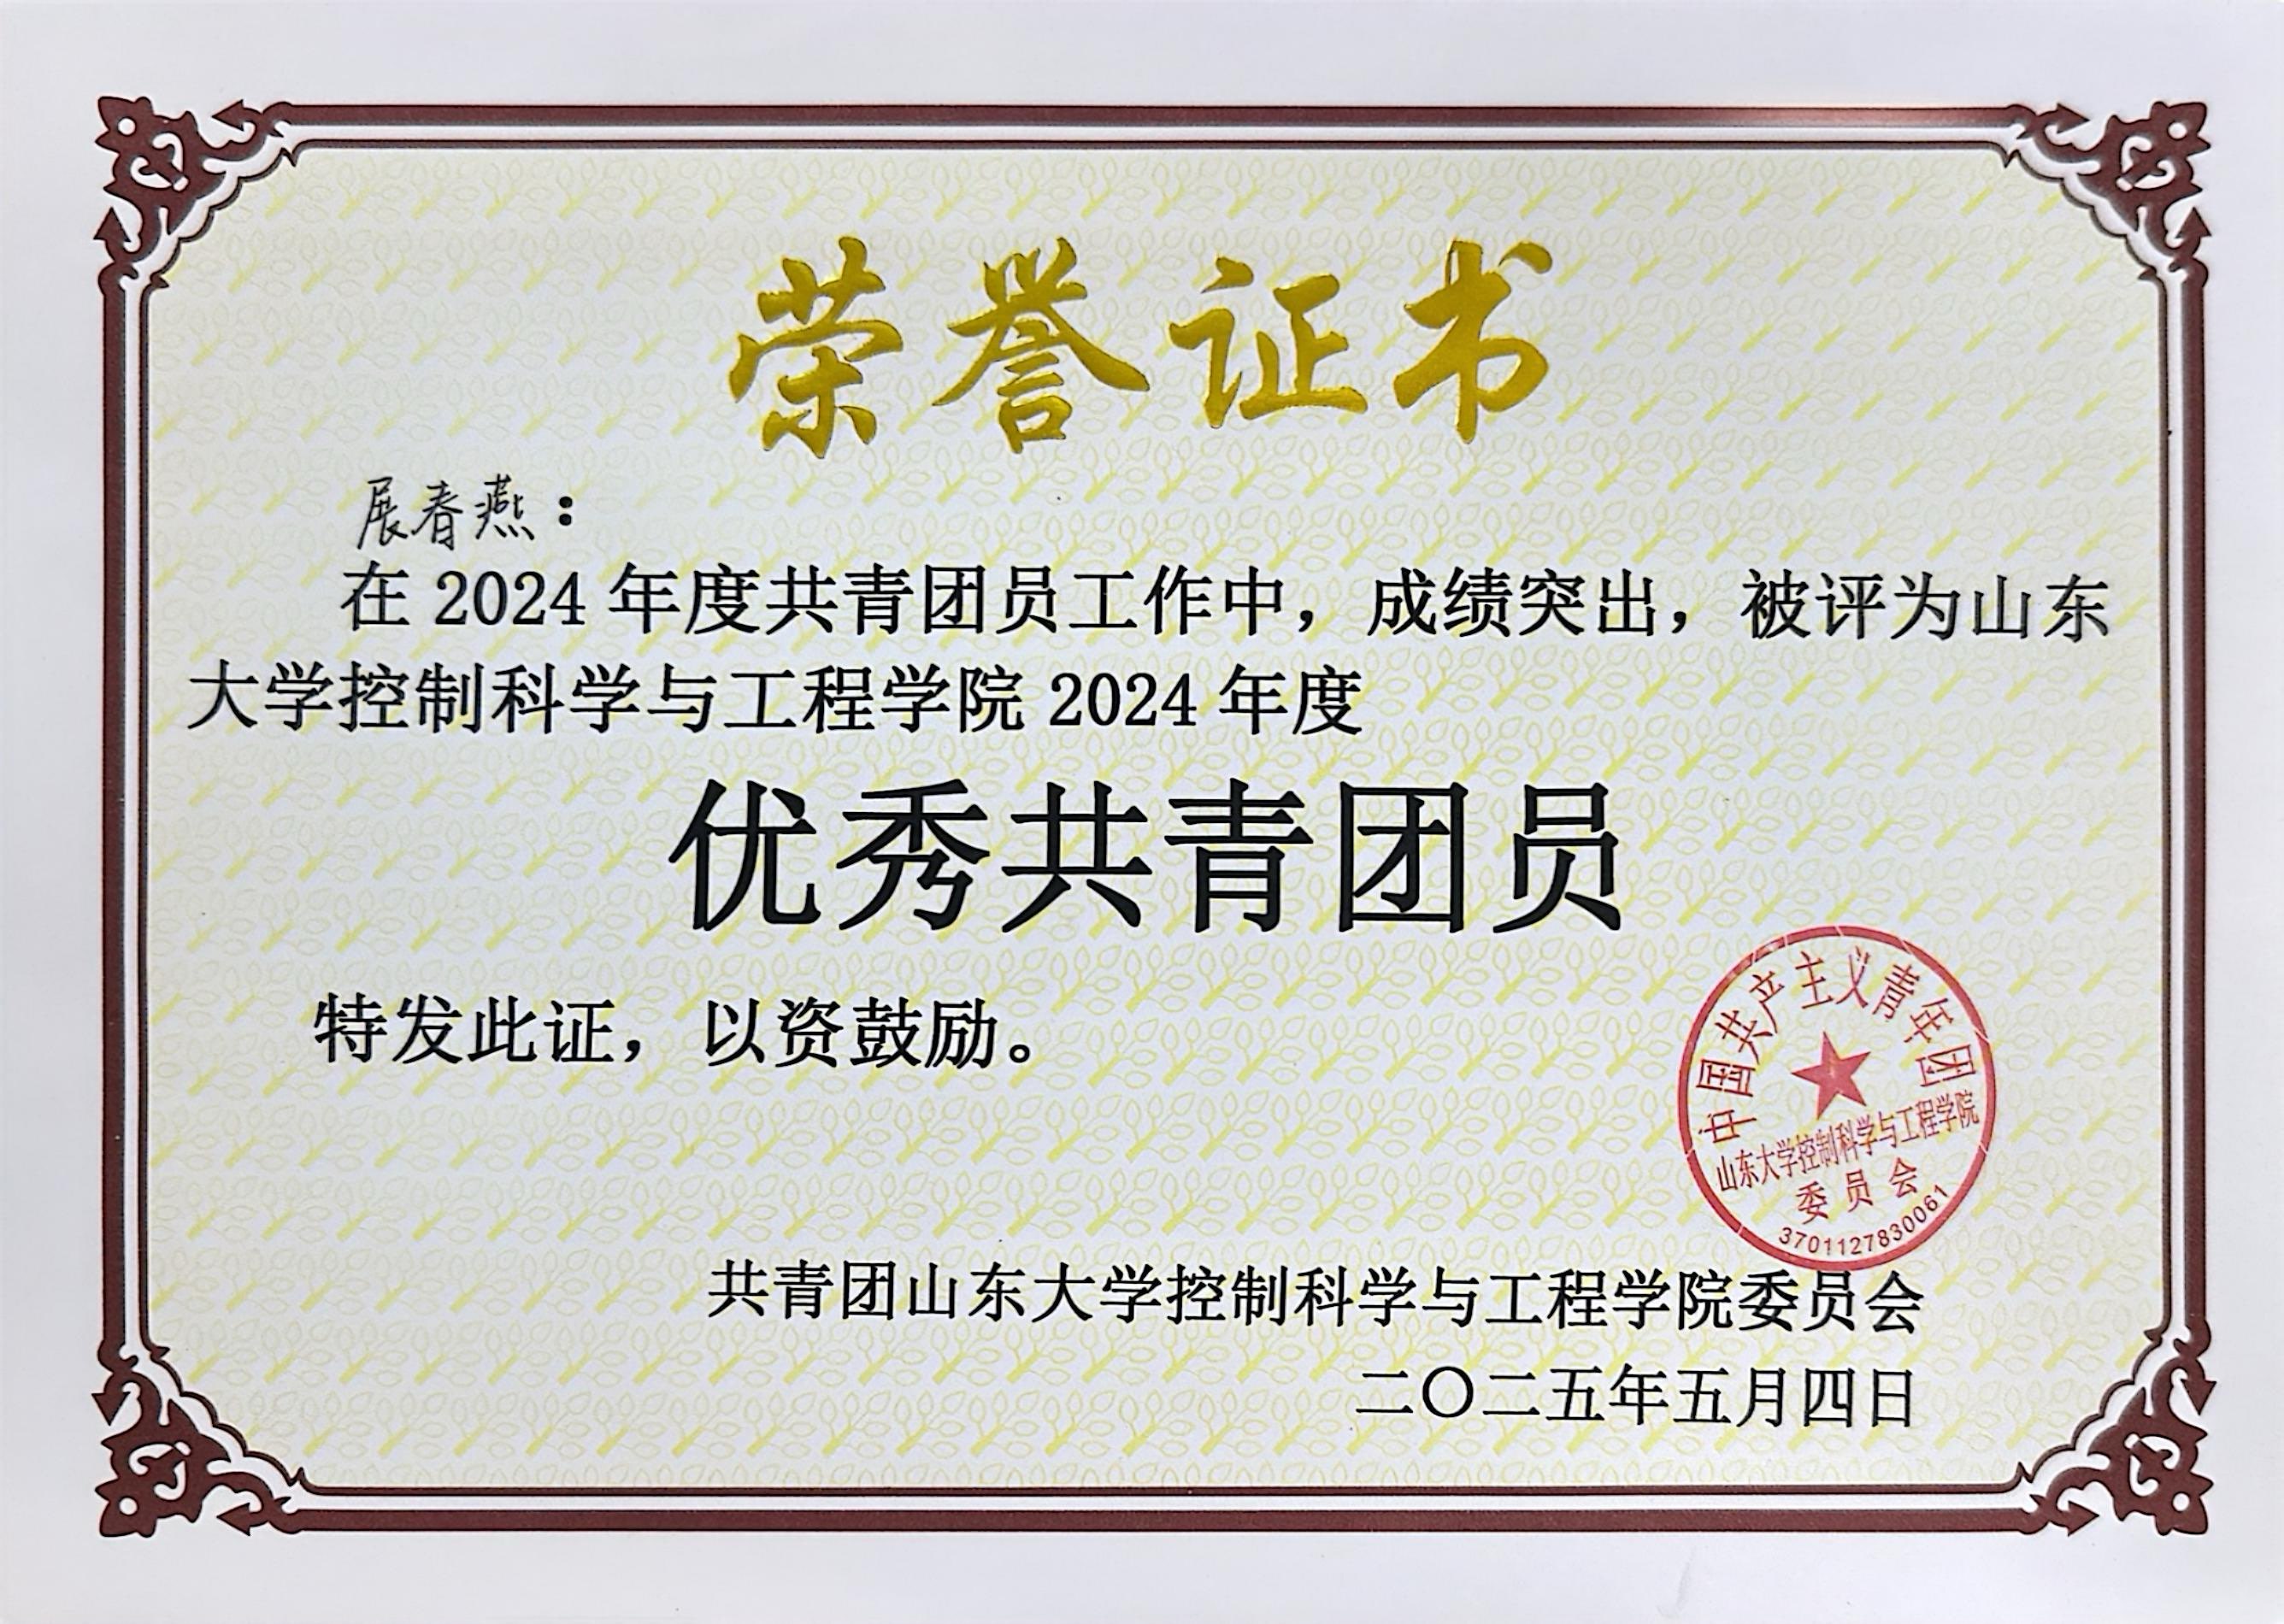 荣誉证书
展春燕：
在 2024 年度共青团员工作中，成绩突出，被评为山东
大学控制科学与工程学院 2024 年度
优秀共青团员
特发此证，以资鼓励。
中国共产主义青年团
山东大学控制科学与工程学院
委员会
3701127830061
共青团山东大学控制科学与工程学院委员会
二〇二五年五月四日